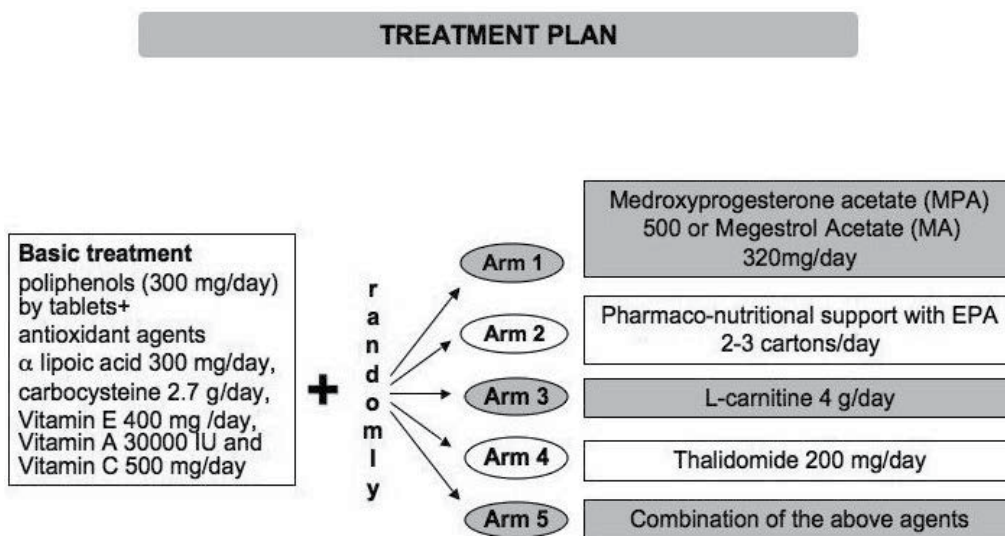 TREATMENT PLAN
Basic treatment
poliphenols (300 mg/day)
by tablets+
antioxidant agents
α lipoic acid 300 mg/day,
carbocysteine 2.7 g/day,
Vitamin E 400 mg /day,
Vitamin A 30000 IU and
Vitamin C 500 mg/day
+
randomly
Arm 1
Medroxyprogesterone acetate (MPA)
500 or Megestrol Acetate (MA)
320mg/day
Arm 2
Pharmaco-nutritional support with EPA
2-3 cartons/day
Arm 3
L-carnitine 4 g/day
Arm 4
Thalidomide 200 mg/day
Arm 5
Combination of the above agents